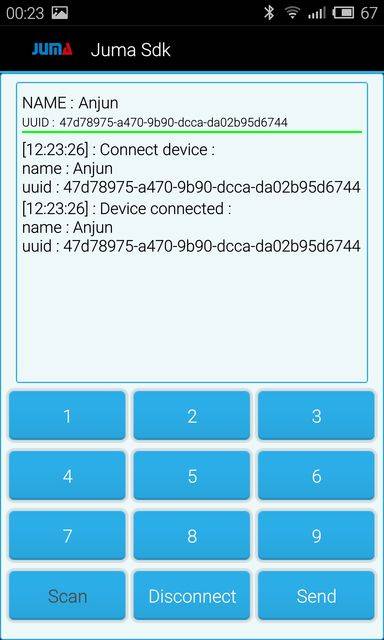 00:23 67
JUMA Juma Sdk
NAME : Anjun
UUID : 47d78975-a470-9b90-dcca-da02b95d6744
[12:23:26] : Connect device :
name : Anjun
uuid : 47d78975-a470-9b90-dcca-da02b95d6744
[12:23:26] : Device connected :
name : Anjun
uuid : 47d78975-a470-9b90-dcca-da02b95d6744
1 2 3
4 5 6
7 8 9
Scan Disconnect Send